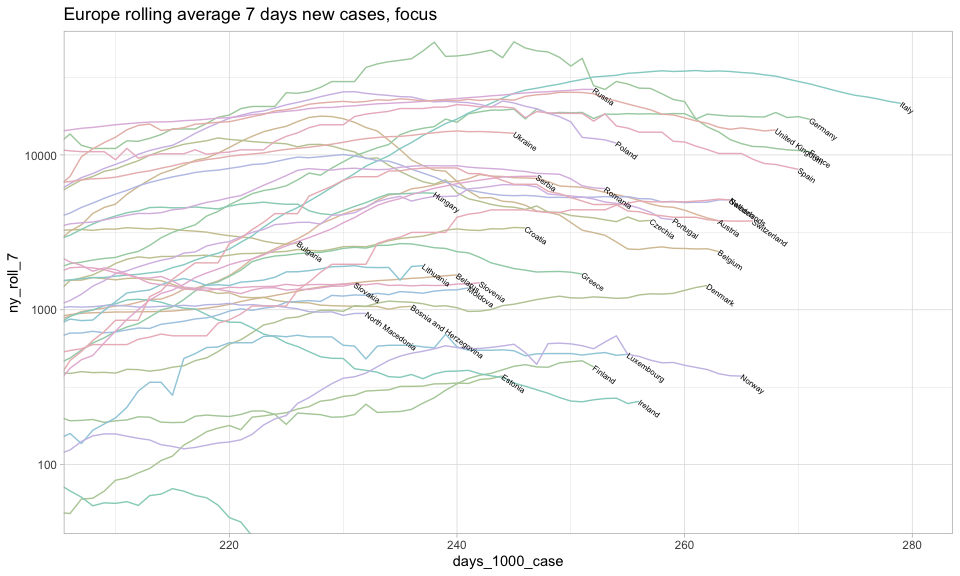 Europe rolling average 7 days new cases, focus
ny_roll_7
10000
1000
100
Italy
Russia
Germany
United Kingdom
France
Ukraine
Poland
Spain
Serbia
Romania
Hungary
Netherlands
Switzerland
Portugal
Austria
Czechia
Croatia
Bulgaria
Belgium
Lithuania
Belarus
Slovenia
Moldova
Greece
Slovakia
Denmark
North Macedonia
Bosnia and Herzegovina
Luxembourg
Finland
Estonia
Norway
Ireland
220
240
260
280
days_1000_case